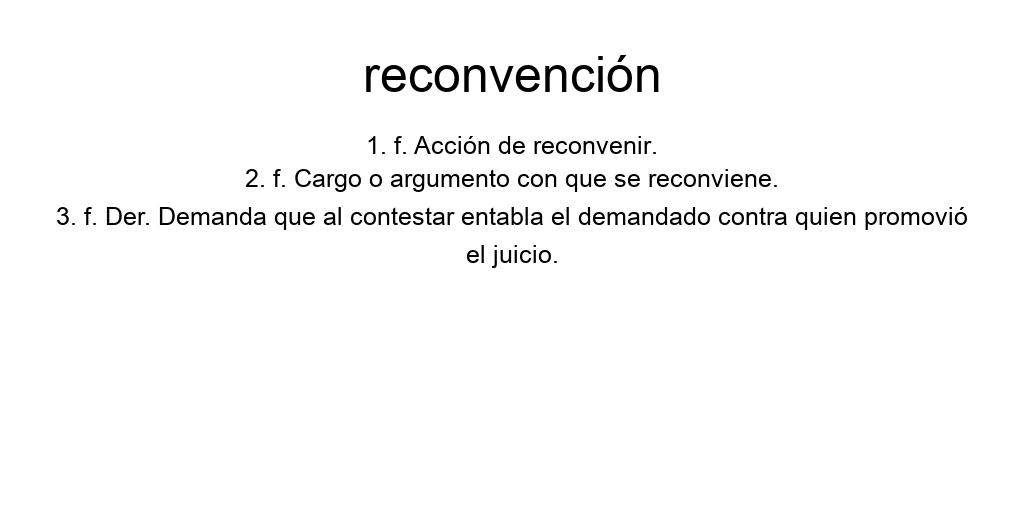 reconvención
1. f. Acción de reconvenir.
2. f. Cargo o argumento con que se reconviene.
3. f. Der. Demanda que al contestar entabla el demandado contra quien promovió
el juicio.